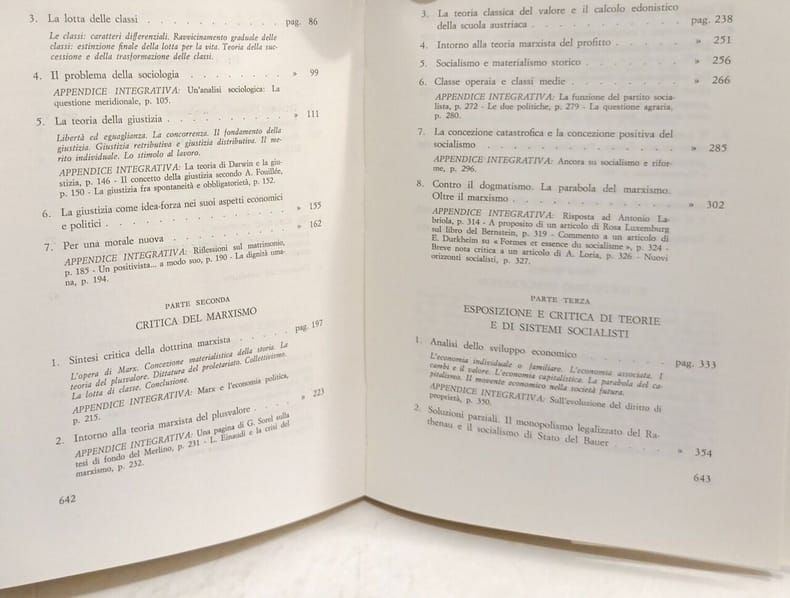 3. La lotta delle classi . . . . . . . . . . pag. 86
Le classi: caratteri differenziali. Ravvicinamento graduale delle
classi: estinzione finale della lotta per la vita. Teoria della suc-
cessione e della trasformazione delle classi.
4. Il problema della sociologia . . . . . . . . » 99
APPENDICE INTEGRATIVA: Un'analisi sociologica: La
questione meridionale, p. 105.
5. La teoria della giustizia . . . . . . . . . » 111
Libertà ed eguaglianza. La concorrenza. Il fondamento della
giustizia. Giustizia retributiva e giustizia distributiva. Il me-
rito individuale. Lo stimolo al lavoro.
APPENDICE INTEGRATIVA: La teoria di Darwin e la giu-
stizia, p. 146 - Il concetto della giustizia secondo A. Fouillée,
p. 150 - La giustizia fra spontaneità e obbligatorietà, p. 152.
6. La giustizia come idea-forza nei suoi aspetti economici
e politici . . . . . . . . . . . » 155
7. Per una morale nuova . . . . . . . . . » 162
APPENDICE INTEGRATIVA: Riflessioni sul matrimonio,
p. 185 - Un positivista... a modo suo, p. 190 - La dignità uma-
na, p. 194.
PARTE SECONDA
CRITICA DEL MARXISMO
1. Sintesi critica della dottrina marxista . . . . . pag. 197
L'opera di Marx. Concezione materialistica della storia. La
teoria del plusvalore. Dittatura del proletariato. Collettivismo.
La lotta di classe. Conclusione.
APPENDICE INTEGRATIVA: Marx e l'economia politica,
p. 215.
2. Intorno alla teoria marxista del plusvalore . . . . » 223
APPENDICE INTEGRATIVA: Una pagina di G. Sorel sulla
tesi di fondo del Merlino, p. 231 - L. Einaudi e la crisi del
marxismo, p. 232.
642
3. La teoria classica del valore e il calcolo edonistico
della scuola austriaca . . . . . . . . . pag. 238
4. Intorno alla teoria marxista del profitto . . . . . » 251
5. Socialismo e materialismo storico . . . . . . . » 256
6. Classe operaia e classi medie . . . . . . . . » 266
APPENDICE INTEGRATIVA: La funzione del partito socia-
lista, p. 272 - Le due politiche, p. 279 - La questione agraria,
p. 280.
7. La concezione catastrofica e la concezione positiva del
socialismo . . . . . . . . . . . . » 285
APPENDICE INTEGRATIVA: Ancora su socialismo e rifor-
me, p. 296.
8. Contro il dogmatismo. La parabola del marxismo.
Oltre il marxismo . . . . . . . . . . » 302
APPENDICE INTEGRATIVA: Risposta ad Antonio La-
briola, p. 314 - A proposito di un articolo di Rosa Luxemburg
sul libro del Bernstein, p. 319 - Commento a un articolo di
E. Durkheim su « Formes et essence du socialisme », p. 324 -
Breve nota critica a un articolo di A. Loria, p. 326 - Nuovi
orizzonti socialisti, p. 327.
PARTE TERZA
ESPOSIZIONE E CRITICA DI TEORIE
E DI SISTEMI SOCIALISTI
1. Analisi dello sviluppo economico . . . . . . . pag. 333
L'economia individuale o familiare. L'economia associata. I
cambi e il valore. L'economia capitalistica. La parabola del ca-
pitalismo. Il movente economico nella società futura.
APPENDICE INTEGRATIVA: Sull'evoluzione del diritto di
proprietà, p. 350.
2. Soluzioni parziali. Il monopolismo legalizzato del Ra-
thenau e il socialismo di Stato del Bauer . . . . » 354
643